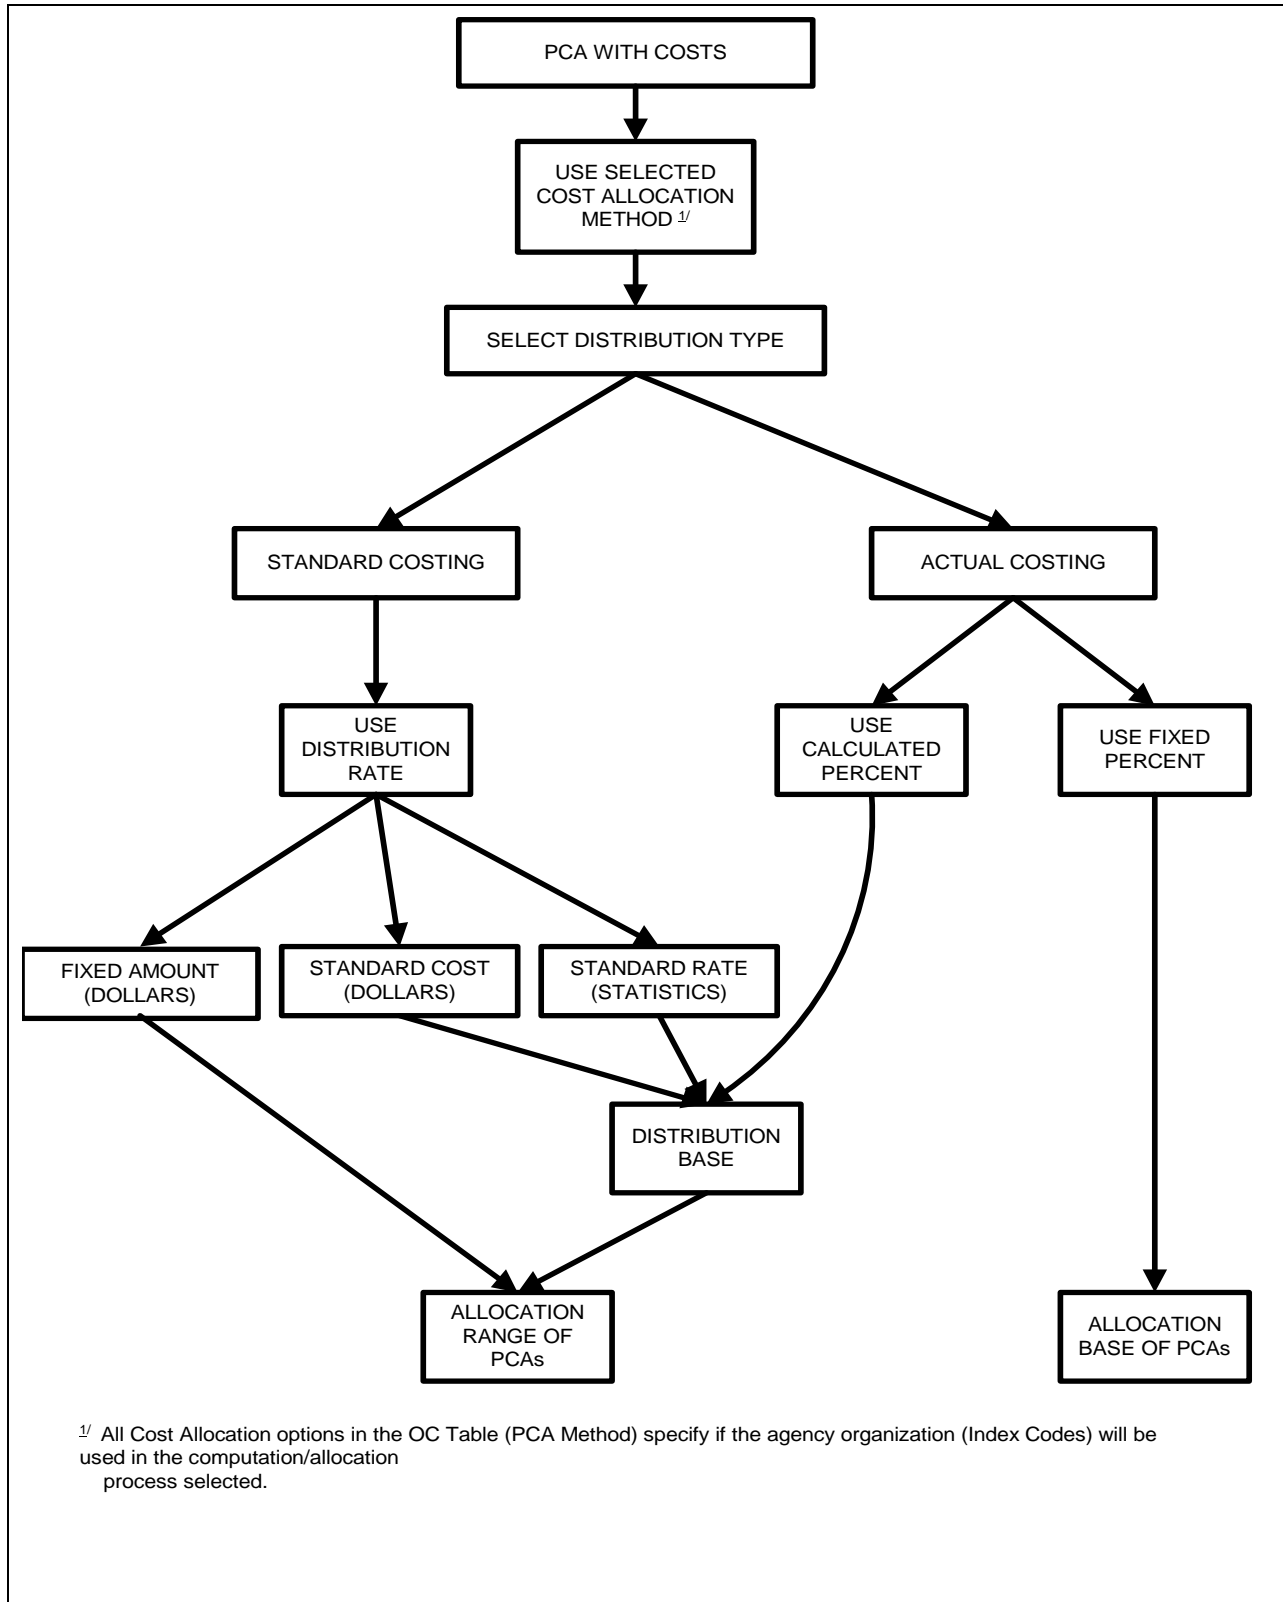 PCA WITH COSTS
USE SELECTED
COST ALLOCATION
METHOD 1/
SELECT DISTRIBUTION TYPE
STANDARD COSTING
ACTUAL COSTING
USE
DISTRIBUTION
RATE
USE
CALCULATED
PERCENT
USE FIXED
PERCENT
FIXED AMOUNT
(DOLLARS)
STANDARD COST
(DOLLARS)
STANDARD RATE
(STATISTICS)
DISTRIBUTION
BASE
ALLOCATION
RANGE OF
PCAs
ALLOCATION
BASE OF PCAs
1/ All Cost Allocation options in the OC Table (PCA Method) specify if the agency organization (Index Codes) will be
used in the computation/allocation
process selected.